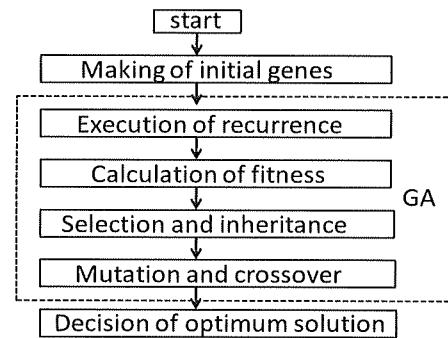 start
Making of initial genes
Execution of recurrence
Calculation of fitness
GA
Selection and inheritance
Mutation and crossover
Decision of optimum solution